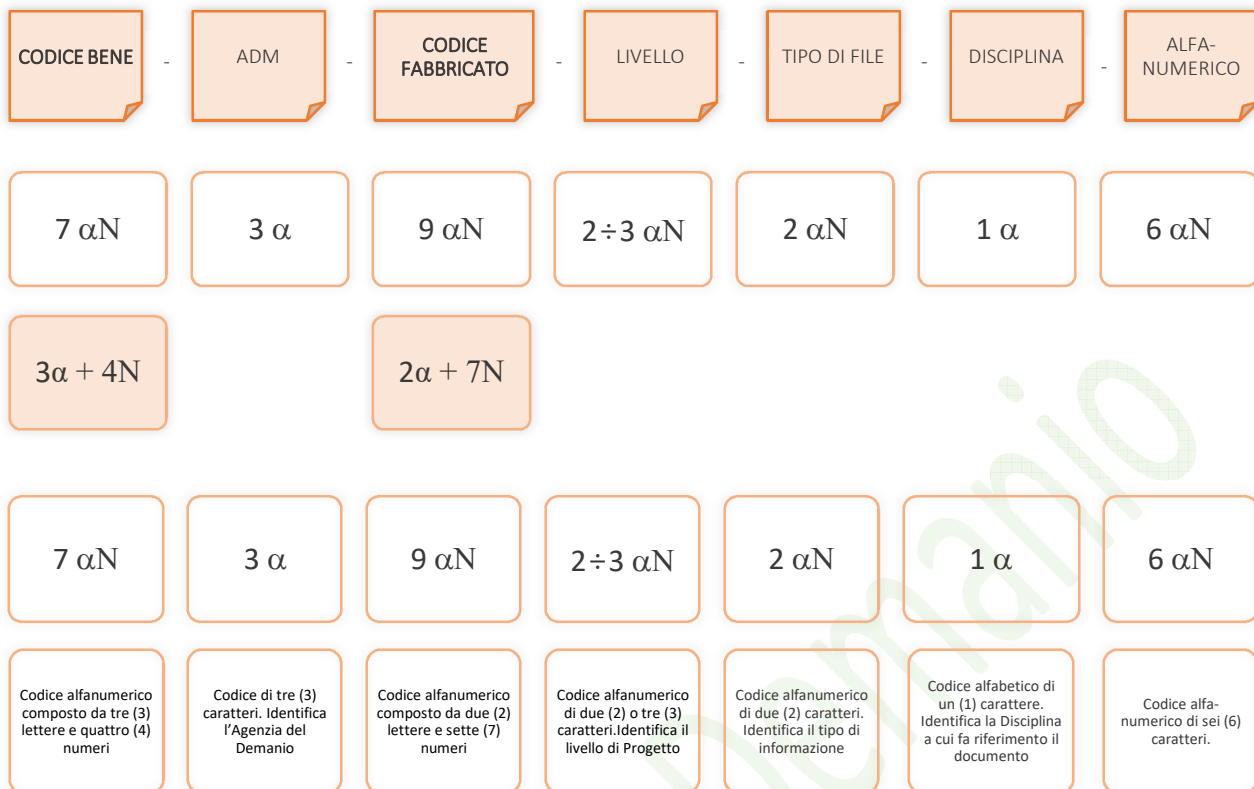 CODICE BENE - ADM - CODICE FABBRICATO - LIVELLO - TIPO DI FILE - DISCIPLINA - ALFA-NUMERICO
7 αN
3 α
9 αN
2÷3 αN
2 αN
1 α
6 αN
3α + 4N
2α + 7N
7 αN
3 α
9 αN
2÷3 αN
2 αN
1 α
6 αN
Codice alfanumerico
composto da tre (3)
lettere e quattro (4)
numeri
Codice di tre (3)
caratteri. Identifica
l'Agenzia del
Demanio
Codice alfanumerico
composto da due (2)
lettere e sette (7)
numeri
Codice alfanumerico
di due (2) o tre (3)
caratteri.Identifica il
livello di Progetto
Codice alfanumerico
di due (2) caratteri.
Identifica il tipo di
informazione
Codice alfabetico di
un (1) carattere.
Identifica la Disciplina
a cui fa riferimento il
documento
Codice alfa-
numerico di sei (6)
caratteri.
Demanio